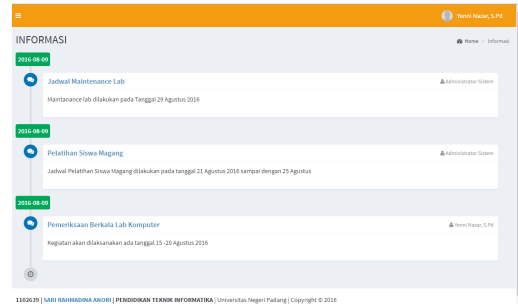 Yenni Nazar, S.Pd
INFORMASI
Home > Informasi
2016-08-09
Jadwal Maintenance Lab
Administrator Sistem
Maintanance lab dilakukan pada Tanggal 29 Agustus 2016
2016-08-09
Pelatihan Siswa Magang
Administrator Sistem
Jadwal Pelatihan Siswa Magang dilakukan pada tanggal 21 Agustus 2016 sampai dengan 25 Agustus
2016-08-09
Pemeriksaan Berkala Lab Komputer
Yenni Nazar, S.Pd
Kegiatan akan dilaksanakan ada tanggal 15 -20 Agustus 2016
1102639 | SARI RAHMADINA ANORI | PENDIDIKAN TEKNIK INFORMATIKA | Universitas Negeri Padang | Copyright © 2016